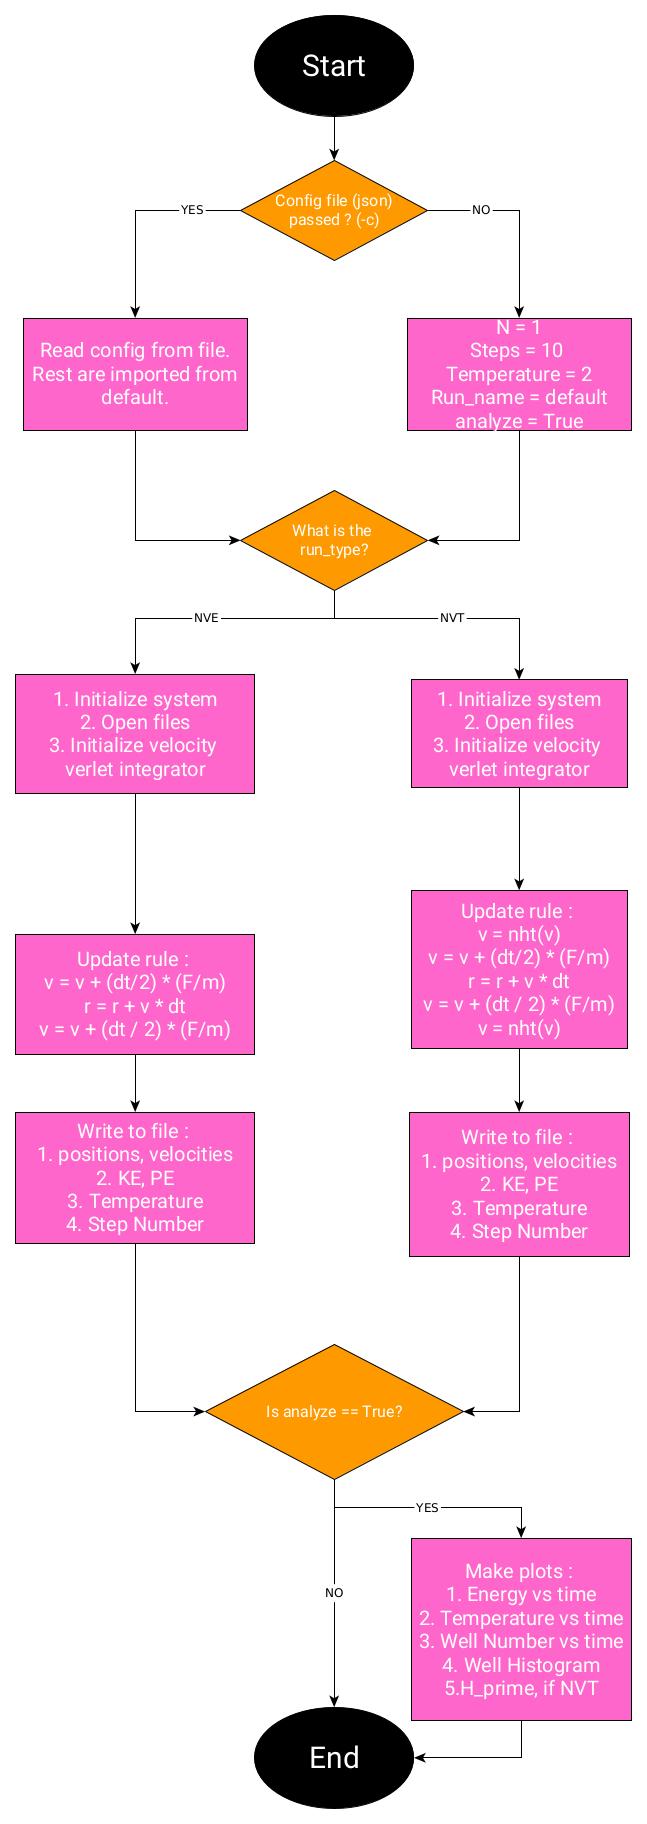 Start
Config file (json)
passed ? (-c)
YES
NO
Read config from file.
Rest are imported from
default.
N = 1
Steps = 10
Temperature = 2
Run_name = default
analyze = True
What is the
run_type?
NVE
NVT
1. Initialize system
2. Open files
3. Initialize velocity
verlet integrator
1. Initialize system
2. Open files
3. Initialize velocity
verlet integrator
Update rule :
v = v + (dt/2) * (F/m)
r = r + v * dt
v = v + (dt / 2) * (F/m)
Update rule :
v = nht(v)
v = v + (dt/2) * (F/m)
r = r + v * dt
v = v + (dt / 2) * (F/m)
v = nht(v)
Write to file :
1. positions, velocities
2. KE, PE
3. Temperature
4. Step Number
Write to file :
1. positions, velocities
2. KE, PE
3. Temperature
4. Step Number
Is analyze == True?
YES
NO
Make plots :
1. Energy vs time
2. Temperature vs time
3. Well Number vs time
4. Well Histogram
5.H_prime, if NVT
End